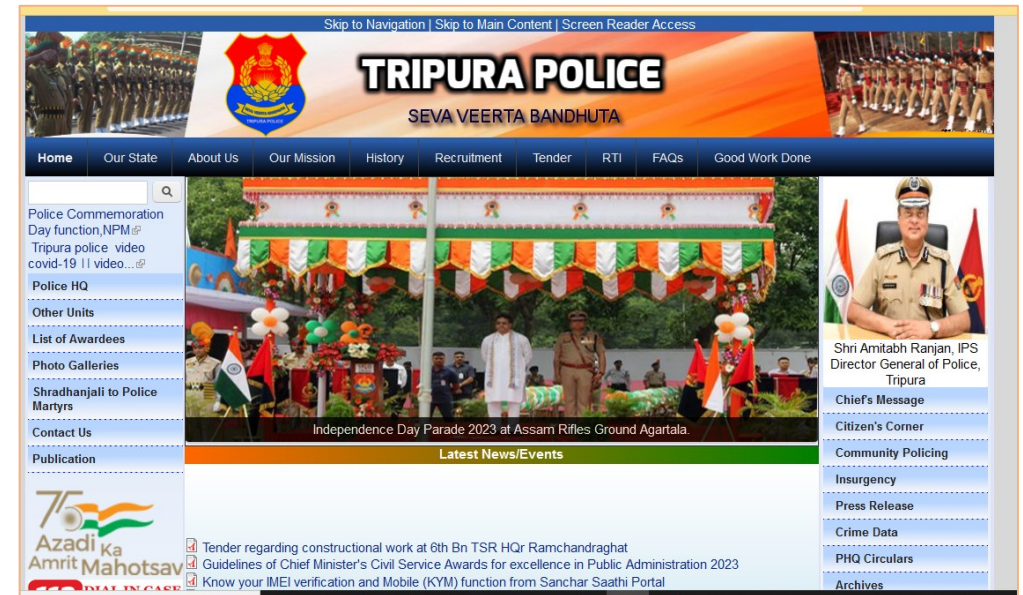 Skip to Navigation | Skip to Main Content | Screen Reader Access
TRIPURA POLICE
SEVA VEERTA BANDHUTA
TRIPURA POLICE
Home Our State About Us Our Mission History Recruitment Tender RTI FAQs Good Work Done
Police Commemoration
Day function,NPM
Tripura police video
covid-19 || video...
Police HQ
Other Units
List of Awardees
Photo Galleries
Shradhanjali to Police
Martyrs
Contact Us
Publication
75
Azadi Ka
Amrit Mahotsav
DIAL IN CASE
Independence Day Parade 2023 at Assam Rifles Ground Agartala.
Latest News/Events
Tender regarding constructional work at 6th Bn TSR HQr Ramchandraghat
Guidelines of Chief Minister's Civil Service Awards for excellence in Public Administration 2023
Know your IMEI verification and Mobile (KYM) function from Sanchar Saathi Portal
Shri Amitabh Ranjan, IPS
Director General of Police,
Tripura
Chief's Message
Citizen's Corner
Community Policing
Insurgency
Press Release
Crime Data
PHQ Circulars
Archives